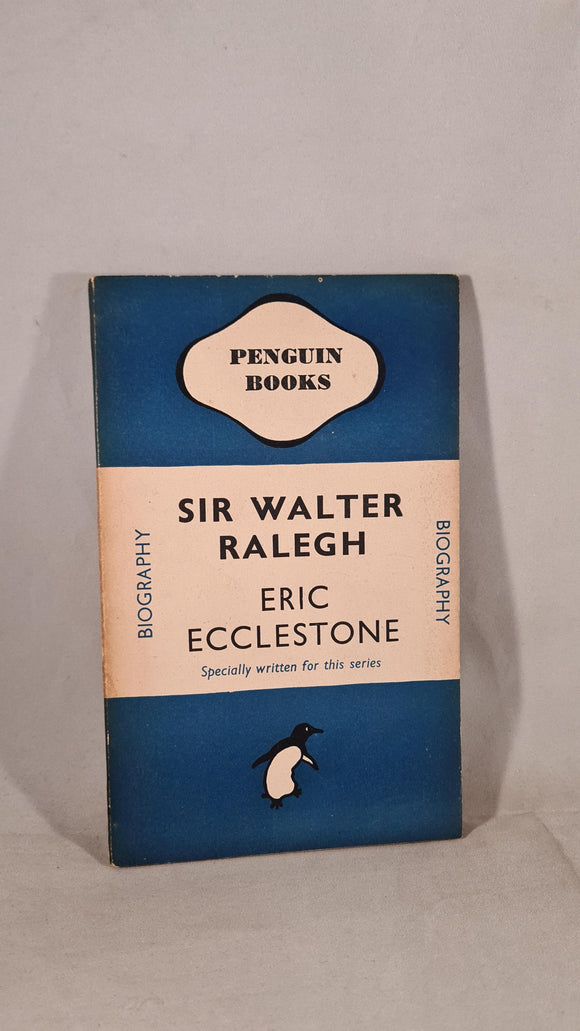 PENGUIN
BOOKS
SIR WALTER
RALEGH
BIOGRAPHY
BIOGRAPHY
ERIC
ECCLESTONE
Specially written for this series